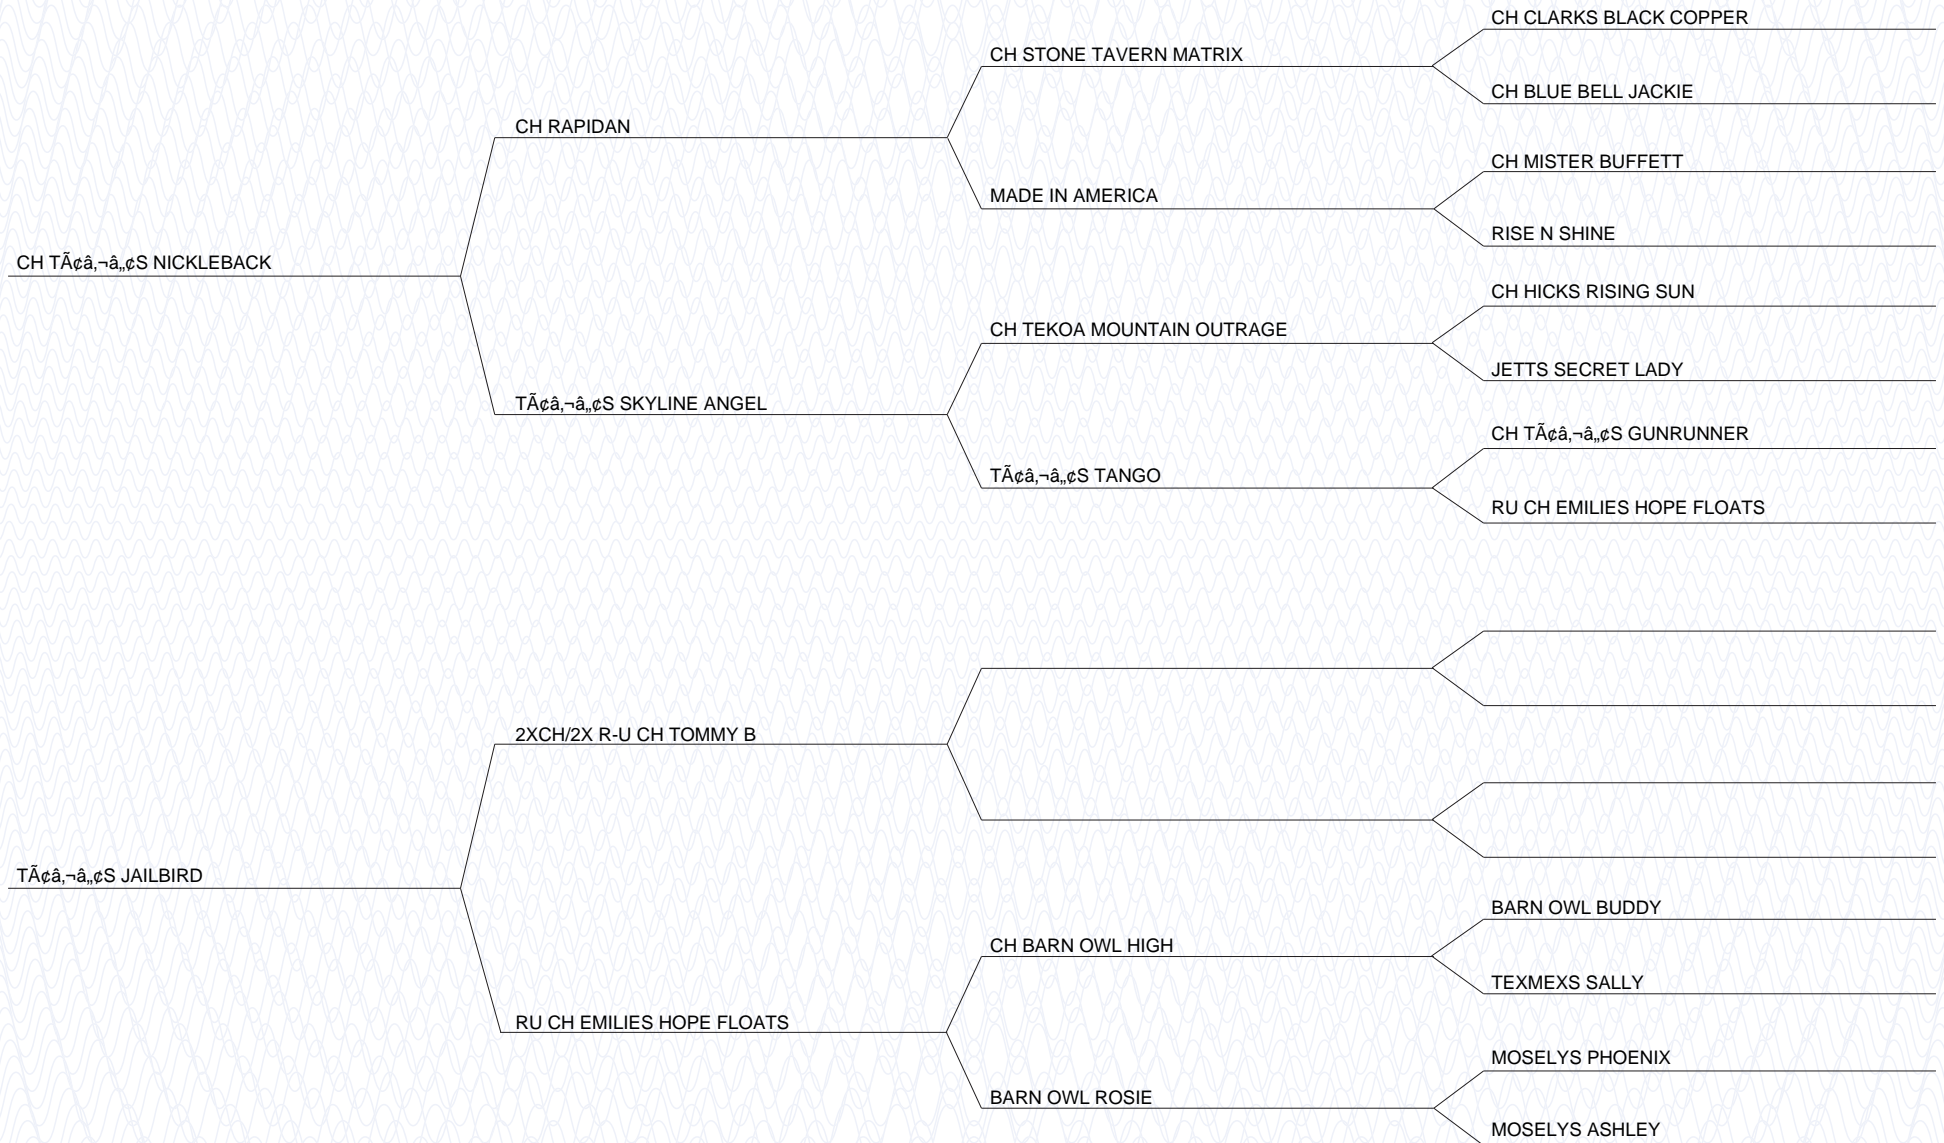 CH CLARKS BLACK COPPER
CH STONE TAVERN MATRIX
CH BLUE BELL JACKIE
CH RAPIDAN
CH MISTER BUFFETT
MADE IN AMERICA
RISE N SHINE
CH TÃ¢â‚¬â„¢S NICKLEBACK
CH HICKS RISING SUN
CH TEKOA MOUNTAIN OUTRAGE
JETTS SECRET LADY
TÃ¢â‚¬â„¢S SKYLINE ANGEL
CH TÃ¢â‚¬â„¢S GUNRUNNER
TÃ¢â‚¬â„¢S TANGO
RU CH EMILIES HOPE FLOATS
2XCH/2X R-U CH TOMMY B
TÃ¢â‚¬â„¢S JAILBIRD
BARN OWL BUDDY
CH BARN OWL HIGH
TEXMEXS SALLY
RU CH EMILIES HOPE FLOATS
MOSELYS PHOENIX
BARN OWL ROSIE
MOSELYS ASHLEY